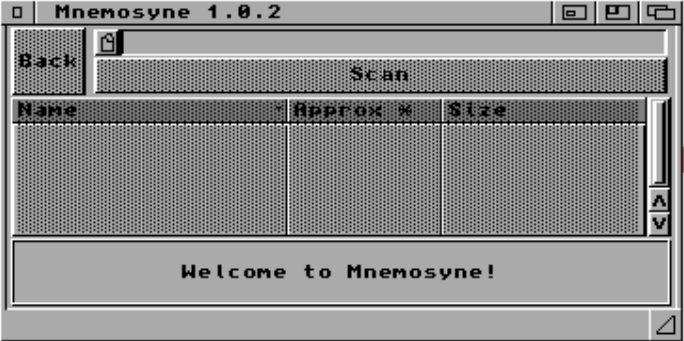 Mnemosyne 1.0.2
Back
Scan
Name Approx % Size
Welcome to Mnemosyne!